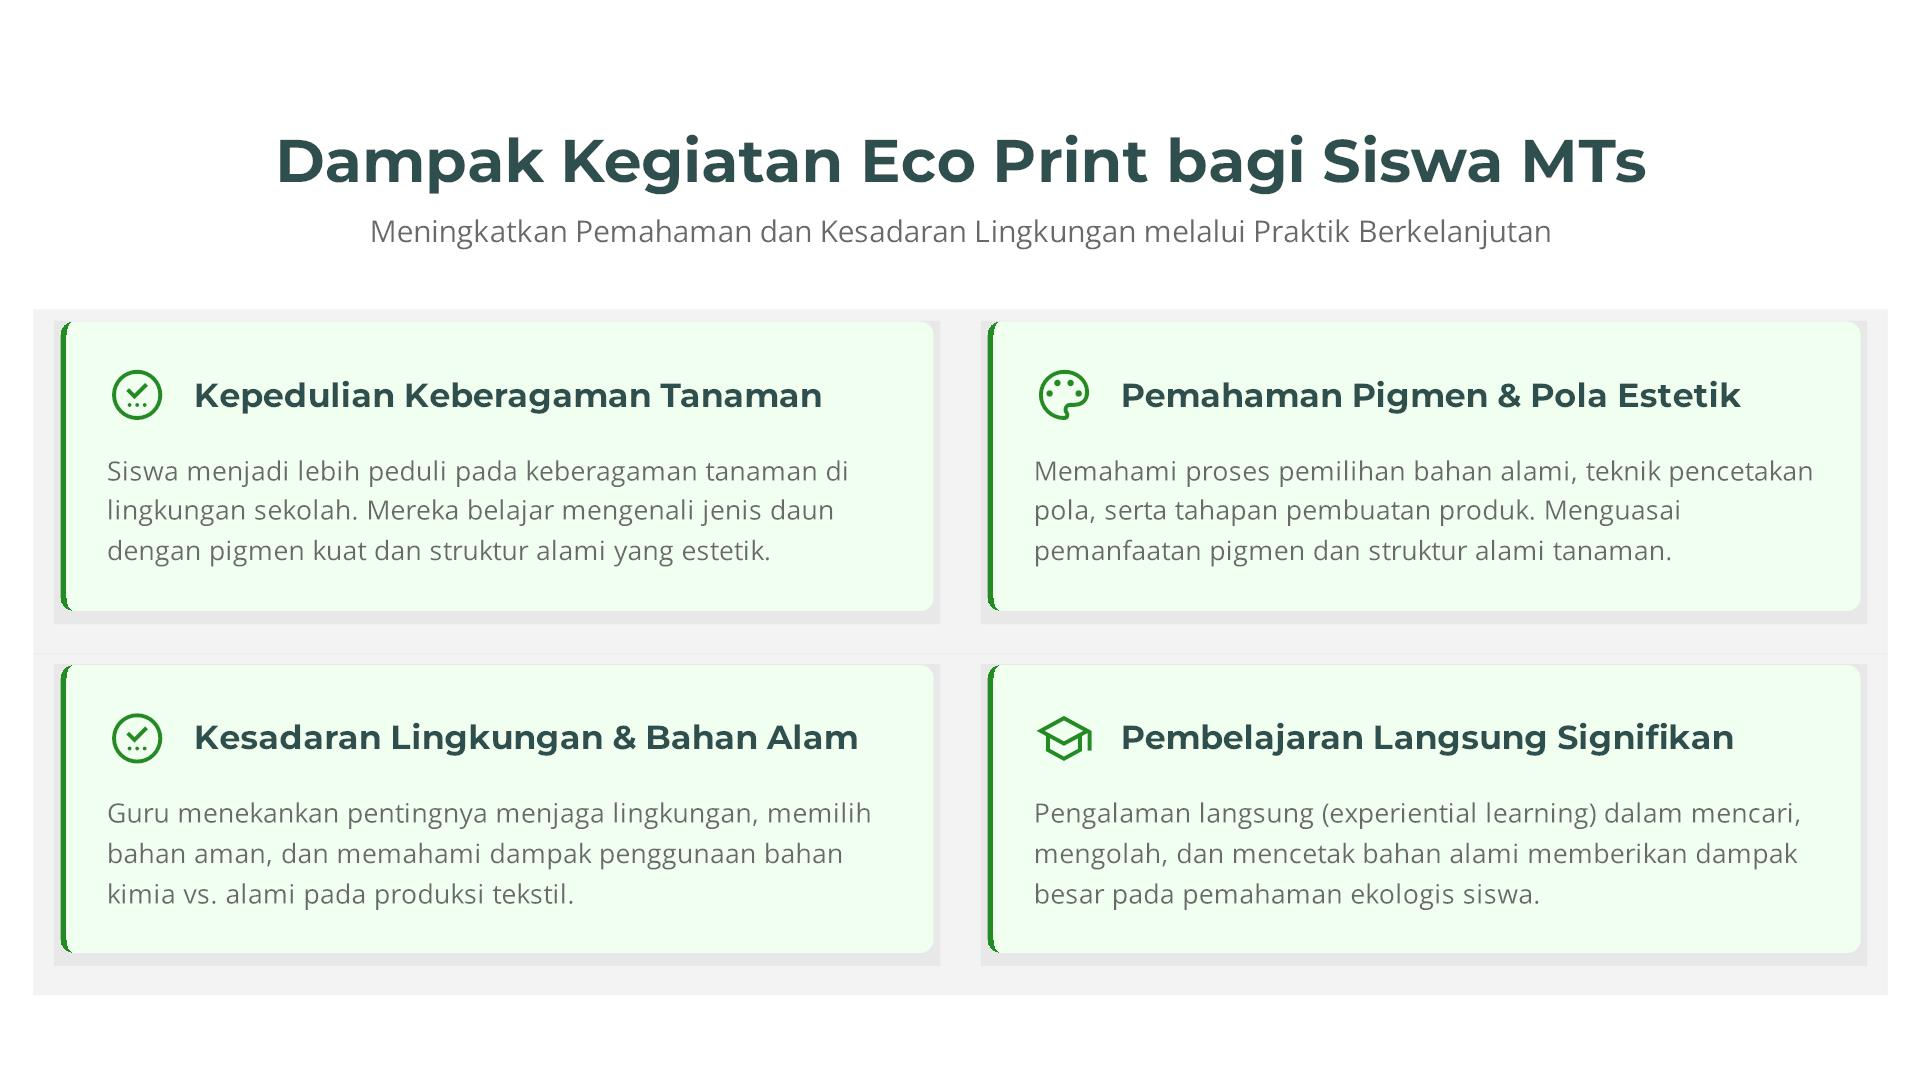 Dampak Kegiatan Eco Print bagi Siswa MTs
Meningkatkan Pemahaman dan Kesadaran Lingkungan melalui Praktik Berkelanjutan
Kepedulian Keberagaman Tanaman
Siswa menjadi lebih peduli pada keberagaman tanaman di
lingkungan sekolah. Mereka belajar mengenali jenis daun
dengan pigmen kuat dan struktur alami yang estetik.
Pemahaman Pigmen & Pola Estetik
Memahami proses pemilihan bahan alami, teknik pencetakan
pola, serta tahapan pembuatan produk. Menguasai
pemanfaatan pigmen dan struktur alami tanaman.
Kesadaran Lingkungan & Bahan Alam
Guru menekankan pentingnya menjaga lingkungan, memilih
bahan aman, dan memahami dampak penggunaan bahan
kimia vs. alami pada produksi tekstil.
Pembelajaran Langsung Signifikan
Pengalaman langsung (experiential learning) dalam mencari,
mengolah, dan mencetak bahan alami memberikan dampak
besar pada pemahaman ekologis siswa.